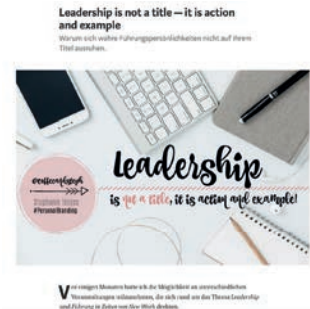 Leadership is not a title — it is action
and example
Warum sich wahre Führungspersönlichkeiten nicht auf ihrem
Titel ausruhen.
Leadership
is not a title, it is action and example!
#PersonalBranding
Vor einigen Monaten hatte ich die Möglichkeit an unterschiedlichen
Veranstaltungen teilzunehmen, die sich rund um das Thema Leadership
und Führung in Zeiten von New Work drehten.